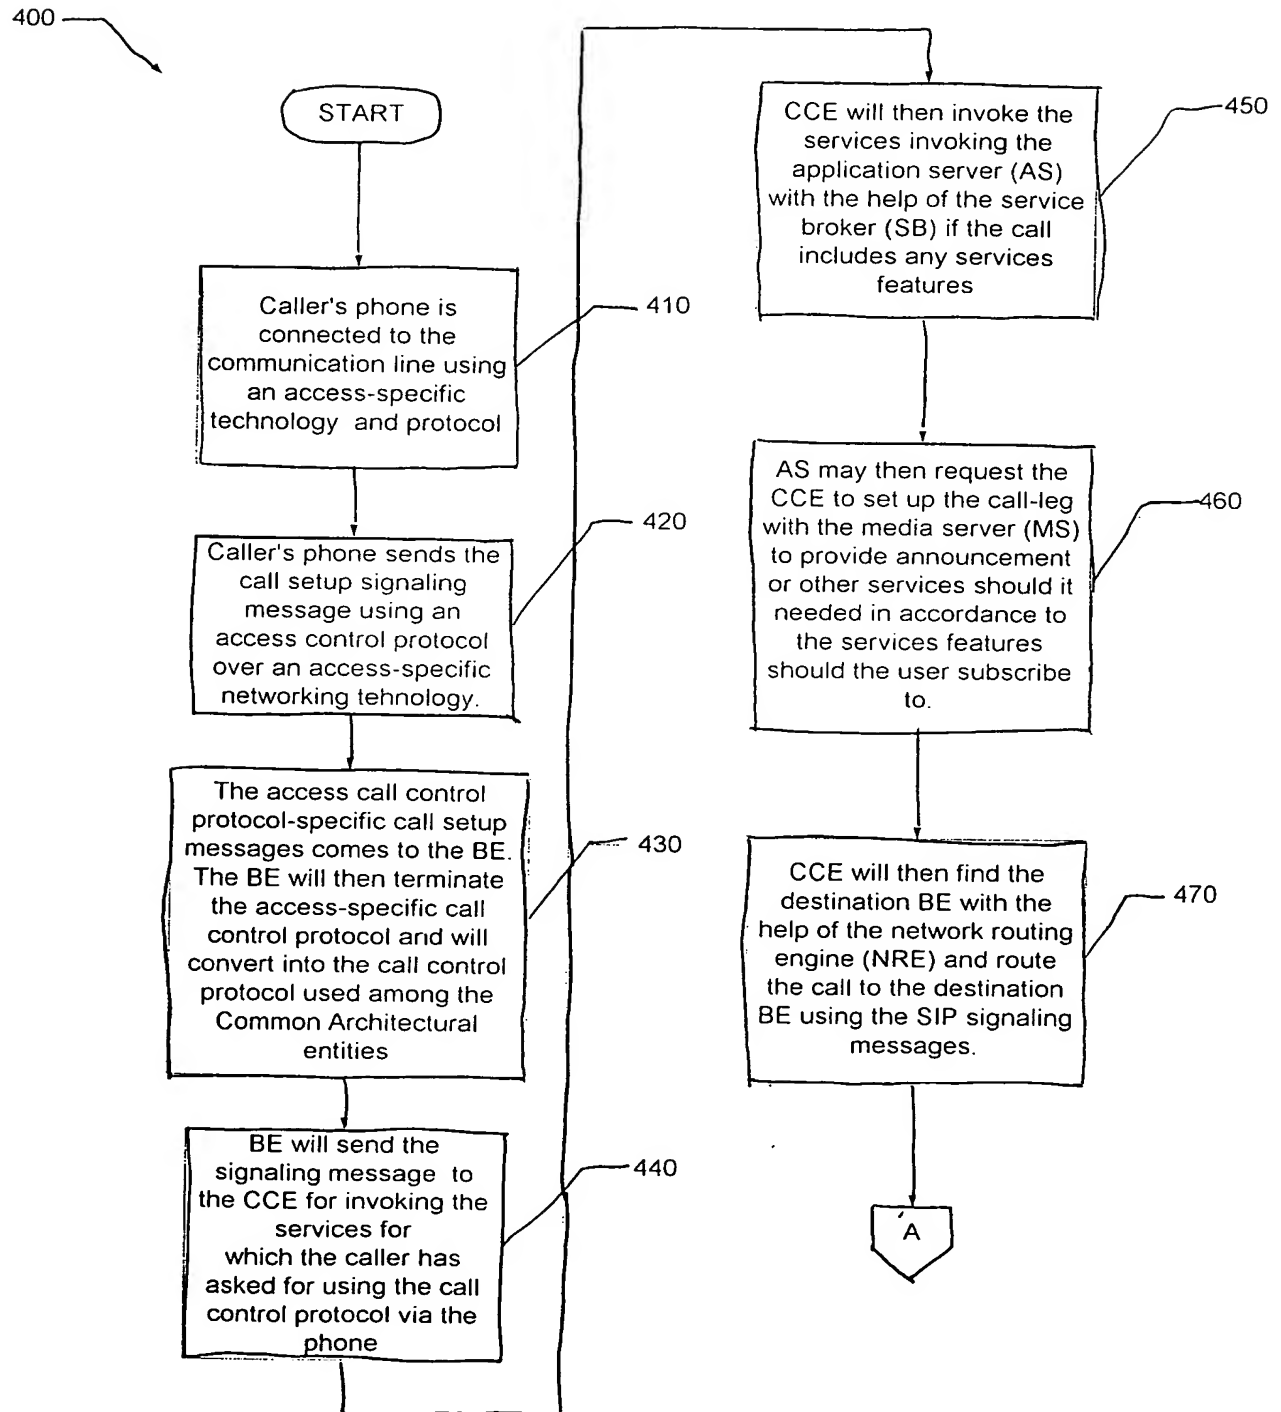 400
START
Caller's phone is
connected to the
communication line using
an access-specific
technology and protocol
410
Caller's phone sends the
call setup signaling
message using an
access control protocol
over an access-specific
networking tehnology.
420
The access call control
protocol-specific call setup
messages comes to the BE.
The BE will then terminate
the access-specific call
control protocol and will
convert into the call control
protocol used among the
Common Architectural
entities
430
BE will send the
signaling message to
the CCE for invoking the
services for
which the caller has
asked for using the call
control protocol via the
phone
440
CCE will then invoke the
services invoking the
application server (AS)
with the help of the service
broker (SB) if the call
includes any services
features
450
AS may then request the
CCE to set up the call-leg
with the media server (MS)
to provide announcement
or other services should it
needed in accordance to
the services features
should the user subscribe
to.
460
CCE will then find the
destination BE with the
help of the network routing
engine (NRE) and route
the call to the destination
BE using the SIP signaling
messages.
470
A